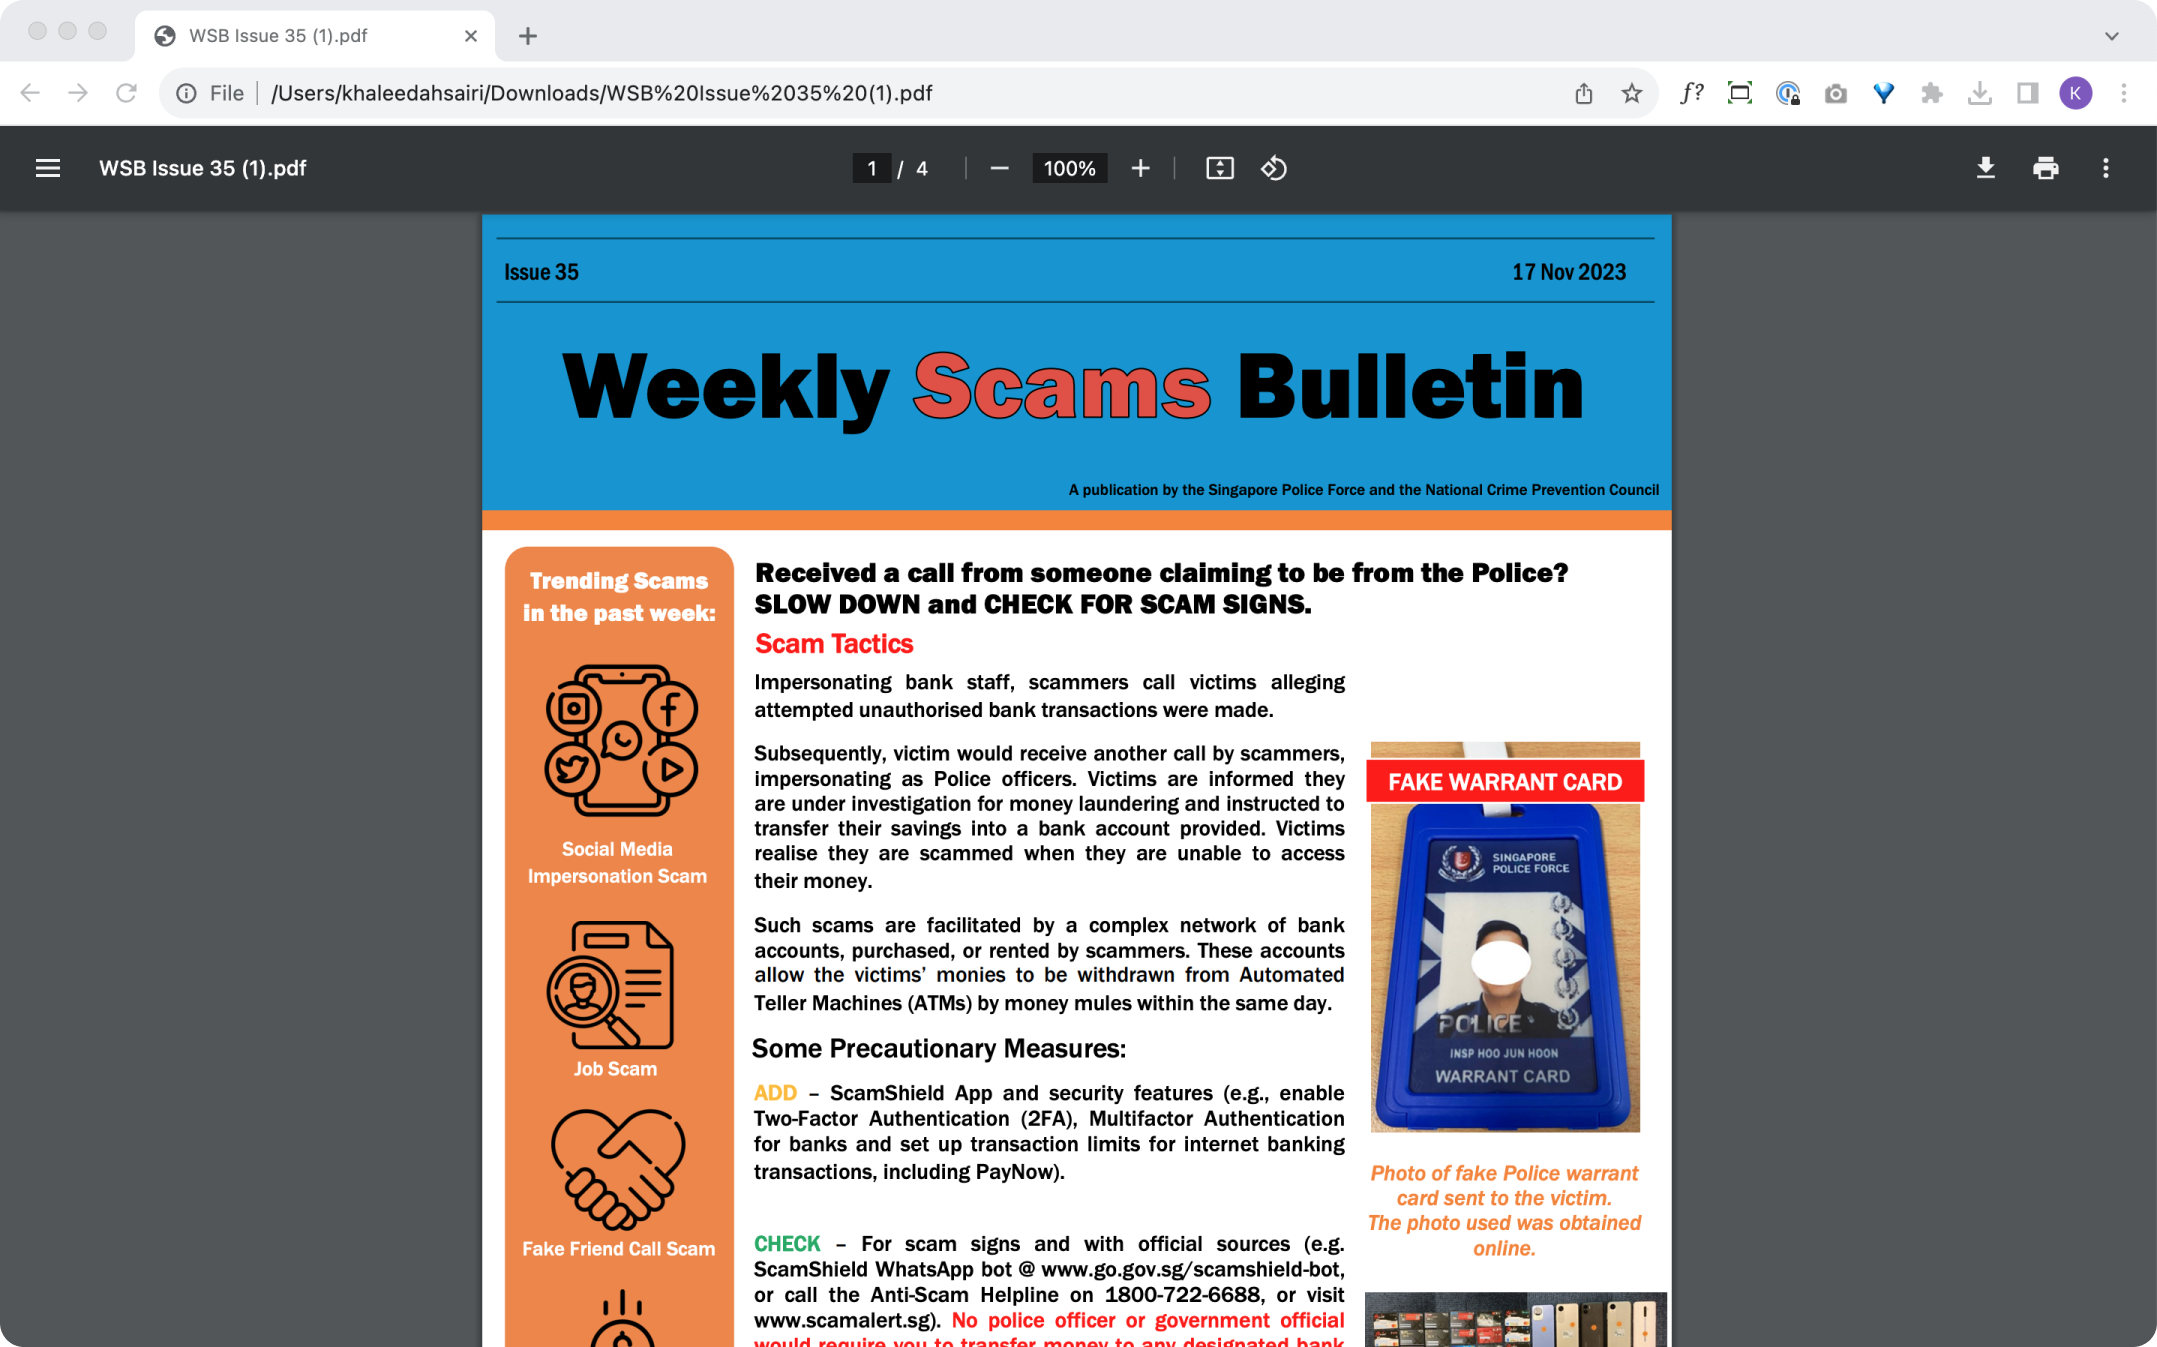 WSB Issue 35 (1).pdf
File
/Users/khaleedahsairi/Downloads/WSB%20Issue%2035%20(1).pdf
f?
K
WSB Issue 35 (1).pdf
1 / 4
100%
Issue 35
17 Nov 2023
Weekly Scams Bulletin
A publication by the Singapore Police Force and the National Crime Prevention Council
Trending Scams
in the past week:
Social Media
Impersonation Scam
Job Scam
Fake Friend Call Scam
Received a call from someone claiming to be from the Police?
SLOW DOWN and CHECK FOR SCAM SIGNS.
Scam Tactics
Impersonating bank staff, scammers call victims alleging
attempted unauthorised bank transactions were made.
Subsequently, victim would receive another call by scammers,
impersonating as Police officers. Victims are informed they
are under investigation for money laundering and instructed to
transfer their savings into a bank account provided. Victims
realise they are scammed when they are unable to access
their money.
Such scams are facilitated by a complex network of bank
accounts, purchased, or rented by scammers. These accounts
allow the victims’ monies to be withdrawn from Automated
Teller Machines (ATMs) by money mules within the same day.
Some Precautionary Measures:
ADD – ScamShield App and security features (e.g., enable
Two-Factor Authentication (2FA), Multifactor Authentication
for banks and set up transaction limits for internet banking
transactions, including PayNow).
CHECK – For scam signs and with official sources (e.g.
ScamShield WhatsApp bot @ www.go.gov.sg/scamshield-bot,
or call the Anti-Scam Helpline on 1800-722-6688, or visit
www.scamalert.sg). No police officer or government official
would require you to transfer money to any designated bank
FAKE WARRANT CARD
SINGAPORE
POLICE FORCE
POLICE
INSP HOO JUN HOON
WARRANT CARD
Photo of fake Police warrant
card sent to the victim.
The photo used was obtained
online.